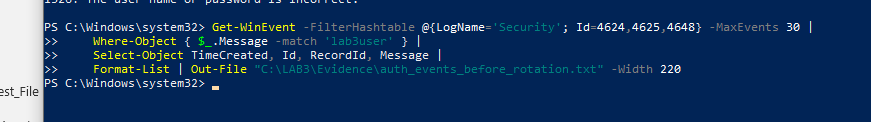 1326: The user name or password is incorrect.
PS C:\Windows\system32> Get-WinEvent -FilterHashtable @{LogName='Security'; Id=4624,4625,4648} -MaxEvents 30 |
>>     Where-Object { $_.Message -match 'lab3user' } |
>>     Select-Object TimeCreated, Id, RecordId, Message |
>>     Format-List | Out-File "C:\LAB3\Evidence\auth_events_before_rotation.txt" -Width 220
PS C:\Windows\system32>
est_File